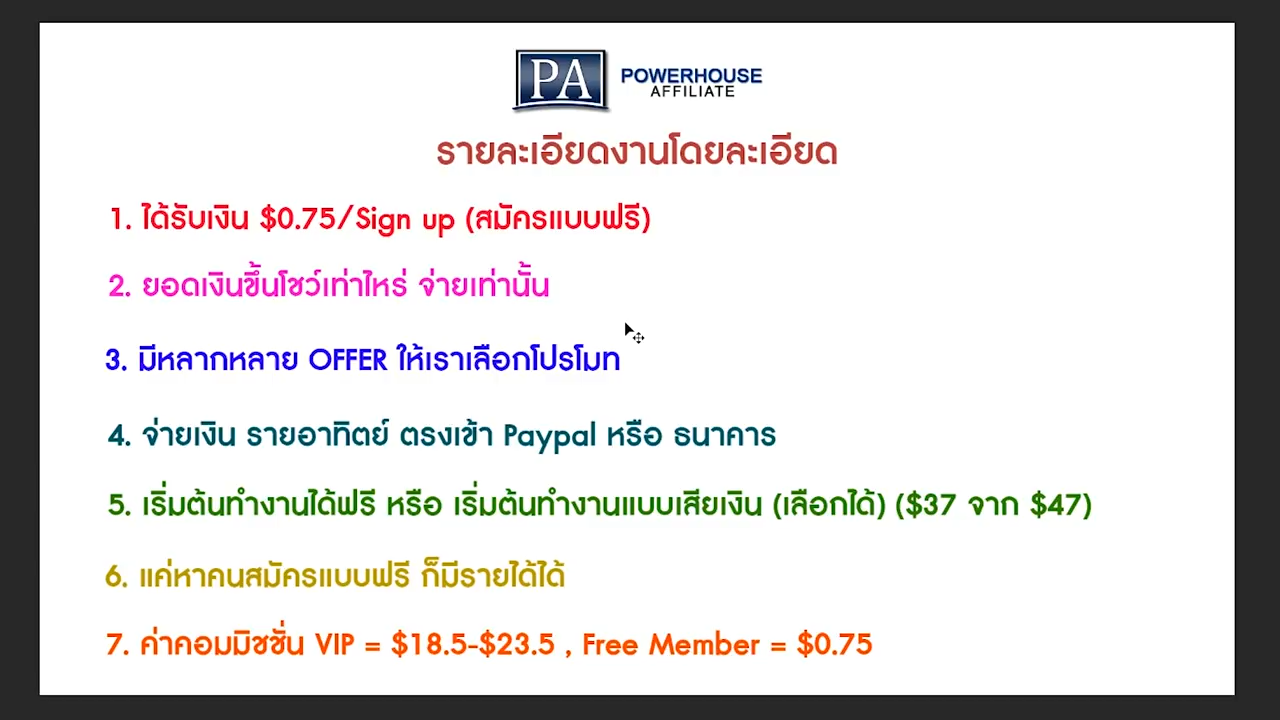 PA
POWERHOUSE
AFFILIATE
รายละเอียดงานโดยละเอียด
1. ได้รับเงิน $0.75/Sign up (สมัครแบบฟรี)
2. ยอดเงินขึ้นโชว์เท่าไหร่ จ่ายเท่านั้น
3. มีหลากหลาย OFFER ให้เราเลือกโปรโมท
4. จ่ายเงิน รายอาทิตย์ ตรงเข้า Paypal หรือ ธนาคาร
5. เริ่มต้นทำงานได้ฟรี หรือ เริ่มต้นทำงานแบบเสียเงิน (เลือกได้) ($37 จาก $47)
6. แค่หาคนสมัครแบบฟรี ก็มีรายได้ได้
7. ค่าคอมมิชชั่น VIP = $18.5-$23.5 , Free Member = $0.75